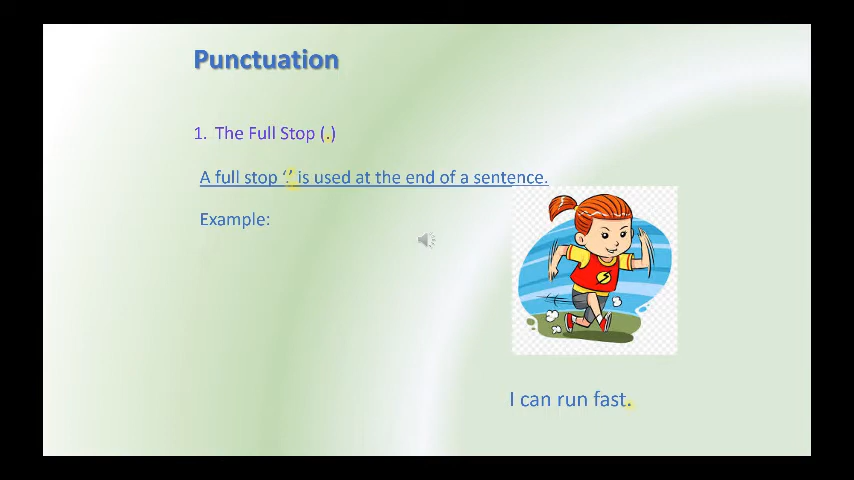 Punctuation
1. The Full Stop (.)
A full stop ‘.’ is used at the end of a sentence.
Example:
I can run fast.